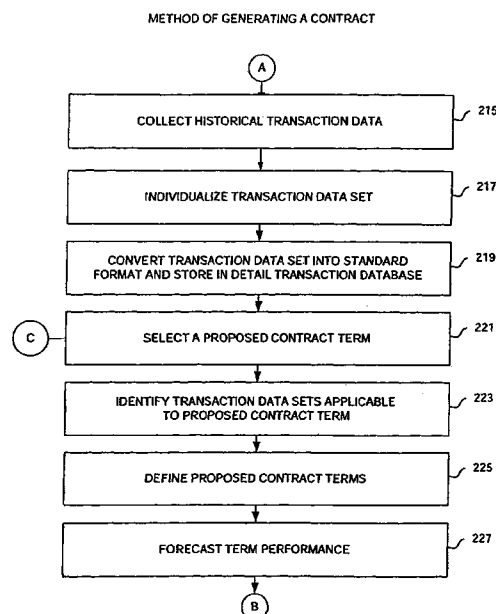 METHOD OF GENERATING A CONTRACT
A
COLLECT HISTORICAL TRANSACTION DATA
215
INDIVIDUALIZE TRANSACTION DATA SET
217
CONVERT TRANSACTION DATA SET INTO STANDARD
FORMAT AND STORE IN DETAIL TRANSACTION DATABASE
219
C
SELECT A PROPOSED CONTRACT TERM
221
IDENTIFY TRANSACTION DATA SETS APPLICABLE
TO PROPOSED CONTRACT TERM
223
DEFINE PROPOSED CONTRACT TERMS
225
FORECAST TERM PERFORMANCE
227
B